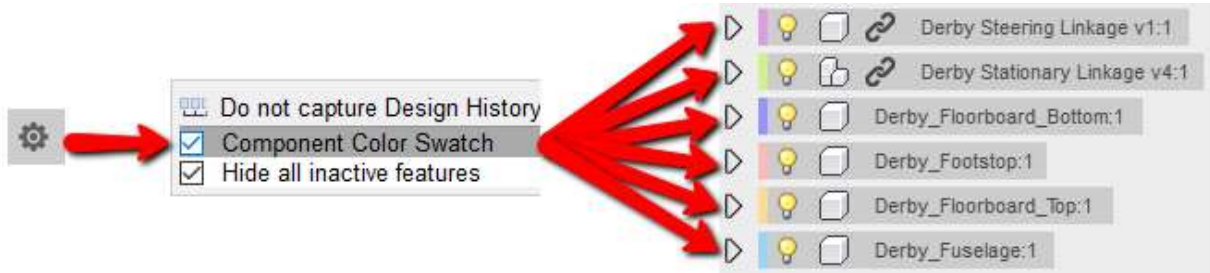 Do not capture Design History
Component Color Swatch
Hide all inactive features
Derby Steering Linkage v1:1
Derby Stationary Linkage v4:1
Derby_Floorboard_Bottom:1
Derby_Footstop:1
Derby_Floorboard_Top:1
Derby_Fuselage:1